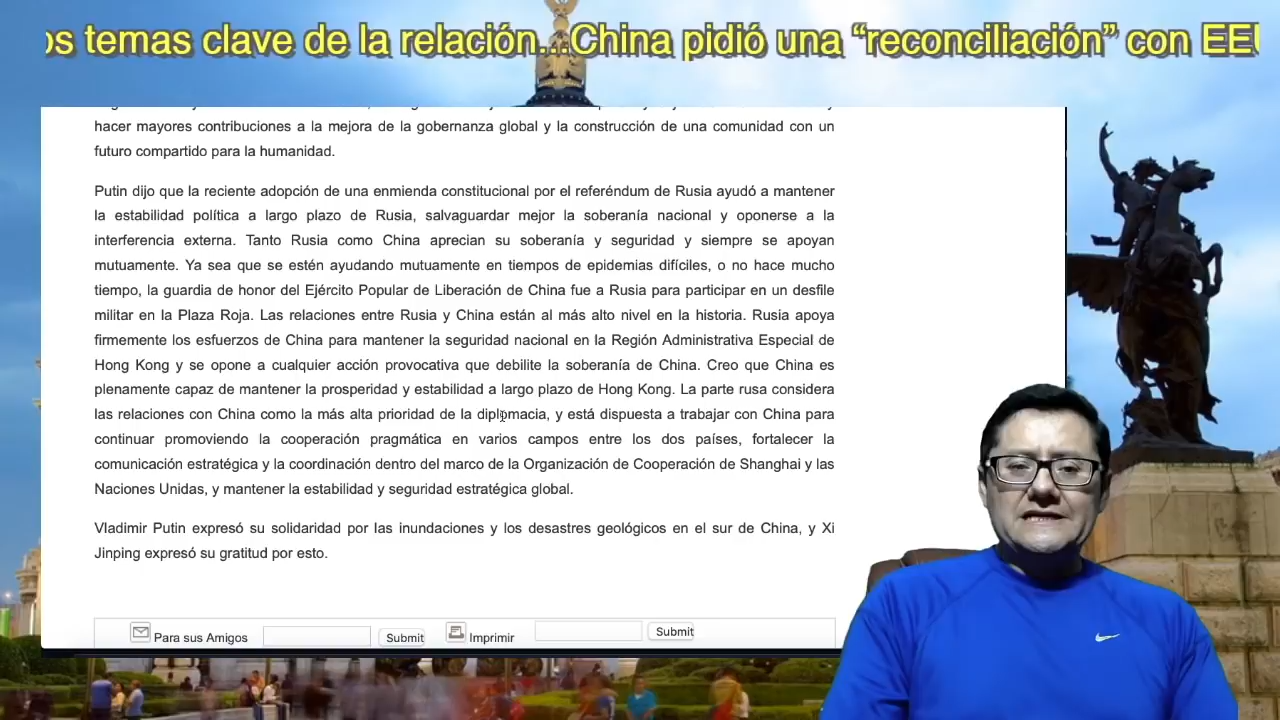 os temas clave de la relación...China pidió una “reconciliación” con EEU
hacer mayores contribuciones a la mejora de la gobernanza global y la construcción de una comunidad con un
futuro compartido para la humanidad.
Putin dijo que la reciente adopción de una enmienda constitucional por el referéndum de Rusia ayudó a mantener
la estabilidad política a largo plazo de Rusia, salvaguardar mejor la soberanía nacional y oponerse a la
interferencia externa. Tanto Rusia como China aprecian su soberanía y seguridad y siempre se apoyan
mutuamente. Ya sea que se estén ayudando mutuamente en tiempos de epidemias difíciles, o no hace mucho
tiempo, la guardia de honor del Ejército Popular de Liberación de China fue a Rusia para participar en un desfile
militar en la Plaza Roja. Las relaciones entre Rusia y China están al más alto nivel en la historia. Rusia apoya
firmemente los esfuerzos de China para mantener la seguridad nacional en la Región Administrativa Especial de
Hong Kong y se opone a cualquier acción provocativa que debilite la soberanía de China. Creo que China es
plenamente capaz de mantener la prosperidad y estabilidad a largo plazo de Hong Kong. La parte rusa considera
las relaciones con China como la más alta prioridad de la diplomacia, y está dispuesta a trabajar con China para
continuar promoviendo la cooperación pragmática en varios campos entre los dos países, fortalecer la
comunicación estratégica y la coordinación dentro del marco de la Organización de Cooperación de Shanghai y las
Naciones Unidas, y mantener la estabilidad y seguridad estratégica global.
Vladimir Putin expresó su solidaridad por las inundaciones y los desastres geológicos en el sur de China, y Xi
Jinping expresó su gratitud por esto.
Para sus Amigos Submit Imprimir Submit